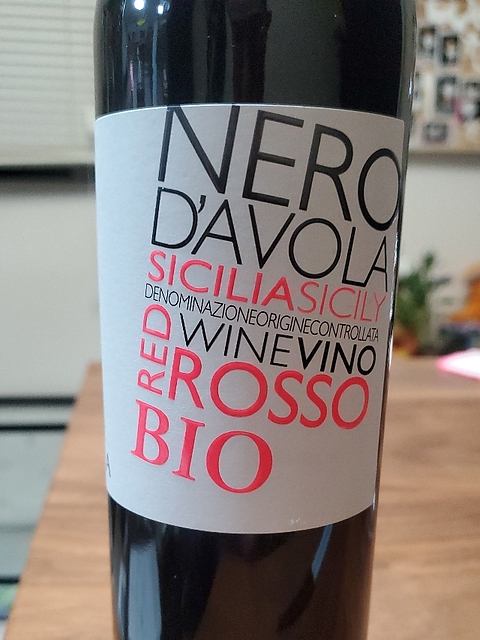 NERO
D'AVOLA
SICILIASICILY
DENOMINAZIONEORIGINECONTROLLATA
WINEVINO
RED
ROSSO
BIO